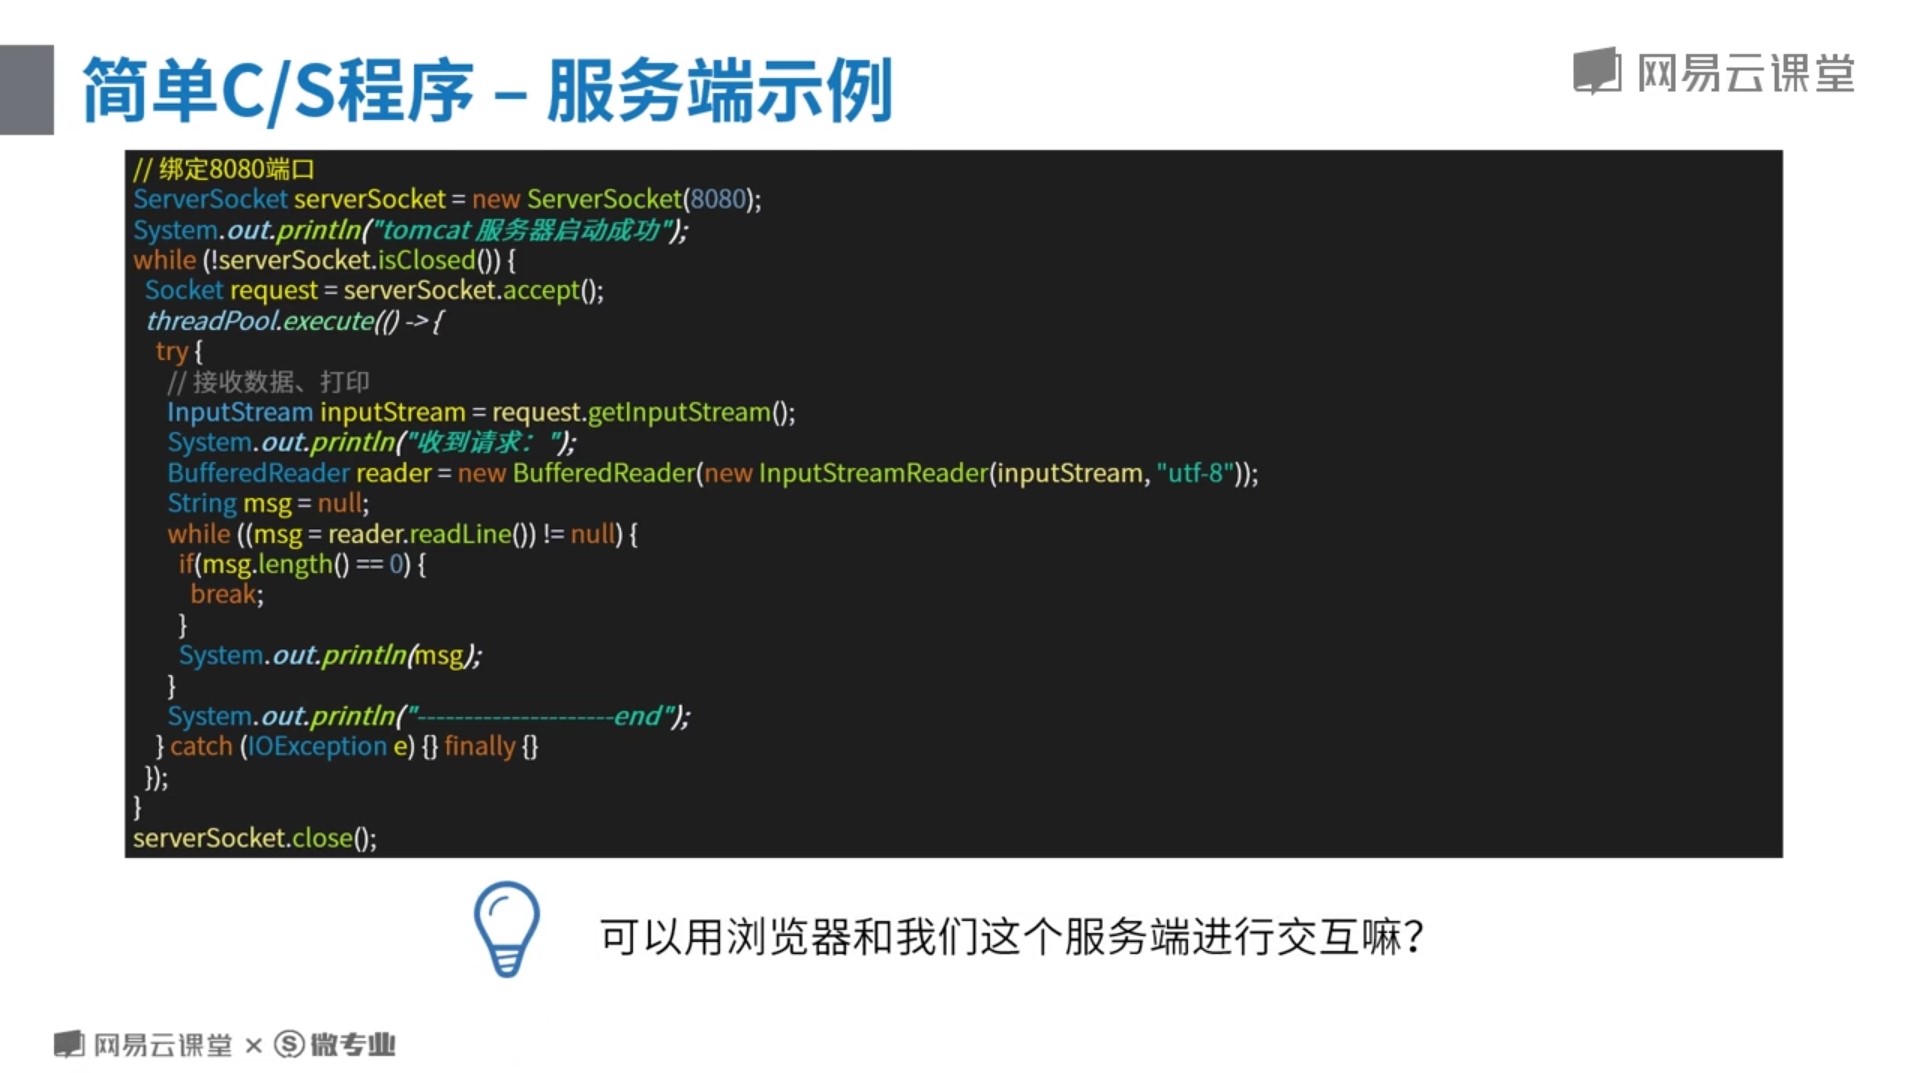 简单C/S程序 – 服务端示例
网易云课堂
// 绑定8080端口
ServerSocket serverSocket = new ServerSocket(8080);
System.out.println("tomcat 服务器启动成功");
while (!serverSocket.isClosed()) {
Socket request = serverSocket.accept();
threadPool.execute(() -> {
try {
// 接收数据、打印
InputStream inputStream = request.getInputStream();
System.out.println("收到请求：");
BufferedReader reader = new BufferedReader(new InputStreamReader(inputStream, "utf-8"));
String msg = null;
while ((msg = reader.readLine()) != null) {
if(msg.length() == 0) {
break;
}
System.out.println(msg);
}
System.out.println("----------------------end");
} catch (IOException e) {} finally {}
});
}
serverSocket.close();
可以用浏览器和我们这个服务端进行交互嘛？
网易云课堂 × 微专业